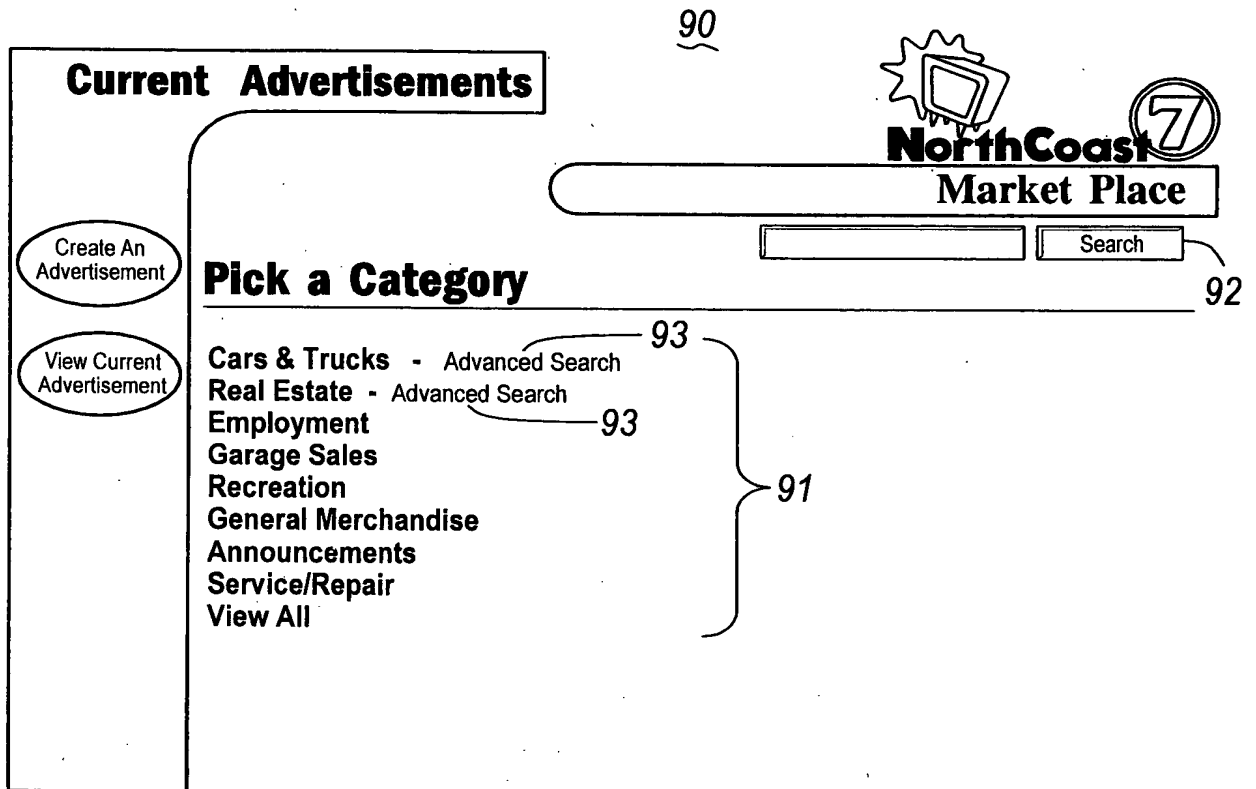 90
Current Advertisements
7
NorthCoast
Market Place
Search
92
Create An
Advertisement
View Current
Advertisement
Pick a Category
93
Cars & Trucks - Advanced Search
Real Estate - Advanced Search
93
Employment
Garage Sales
Recreation
General Merchandise
Announcements
Service/Repair
View All
91